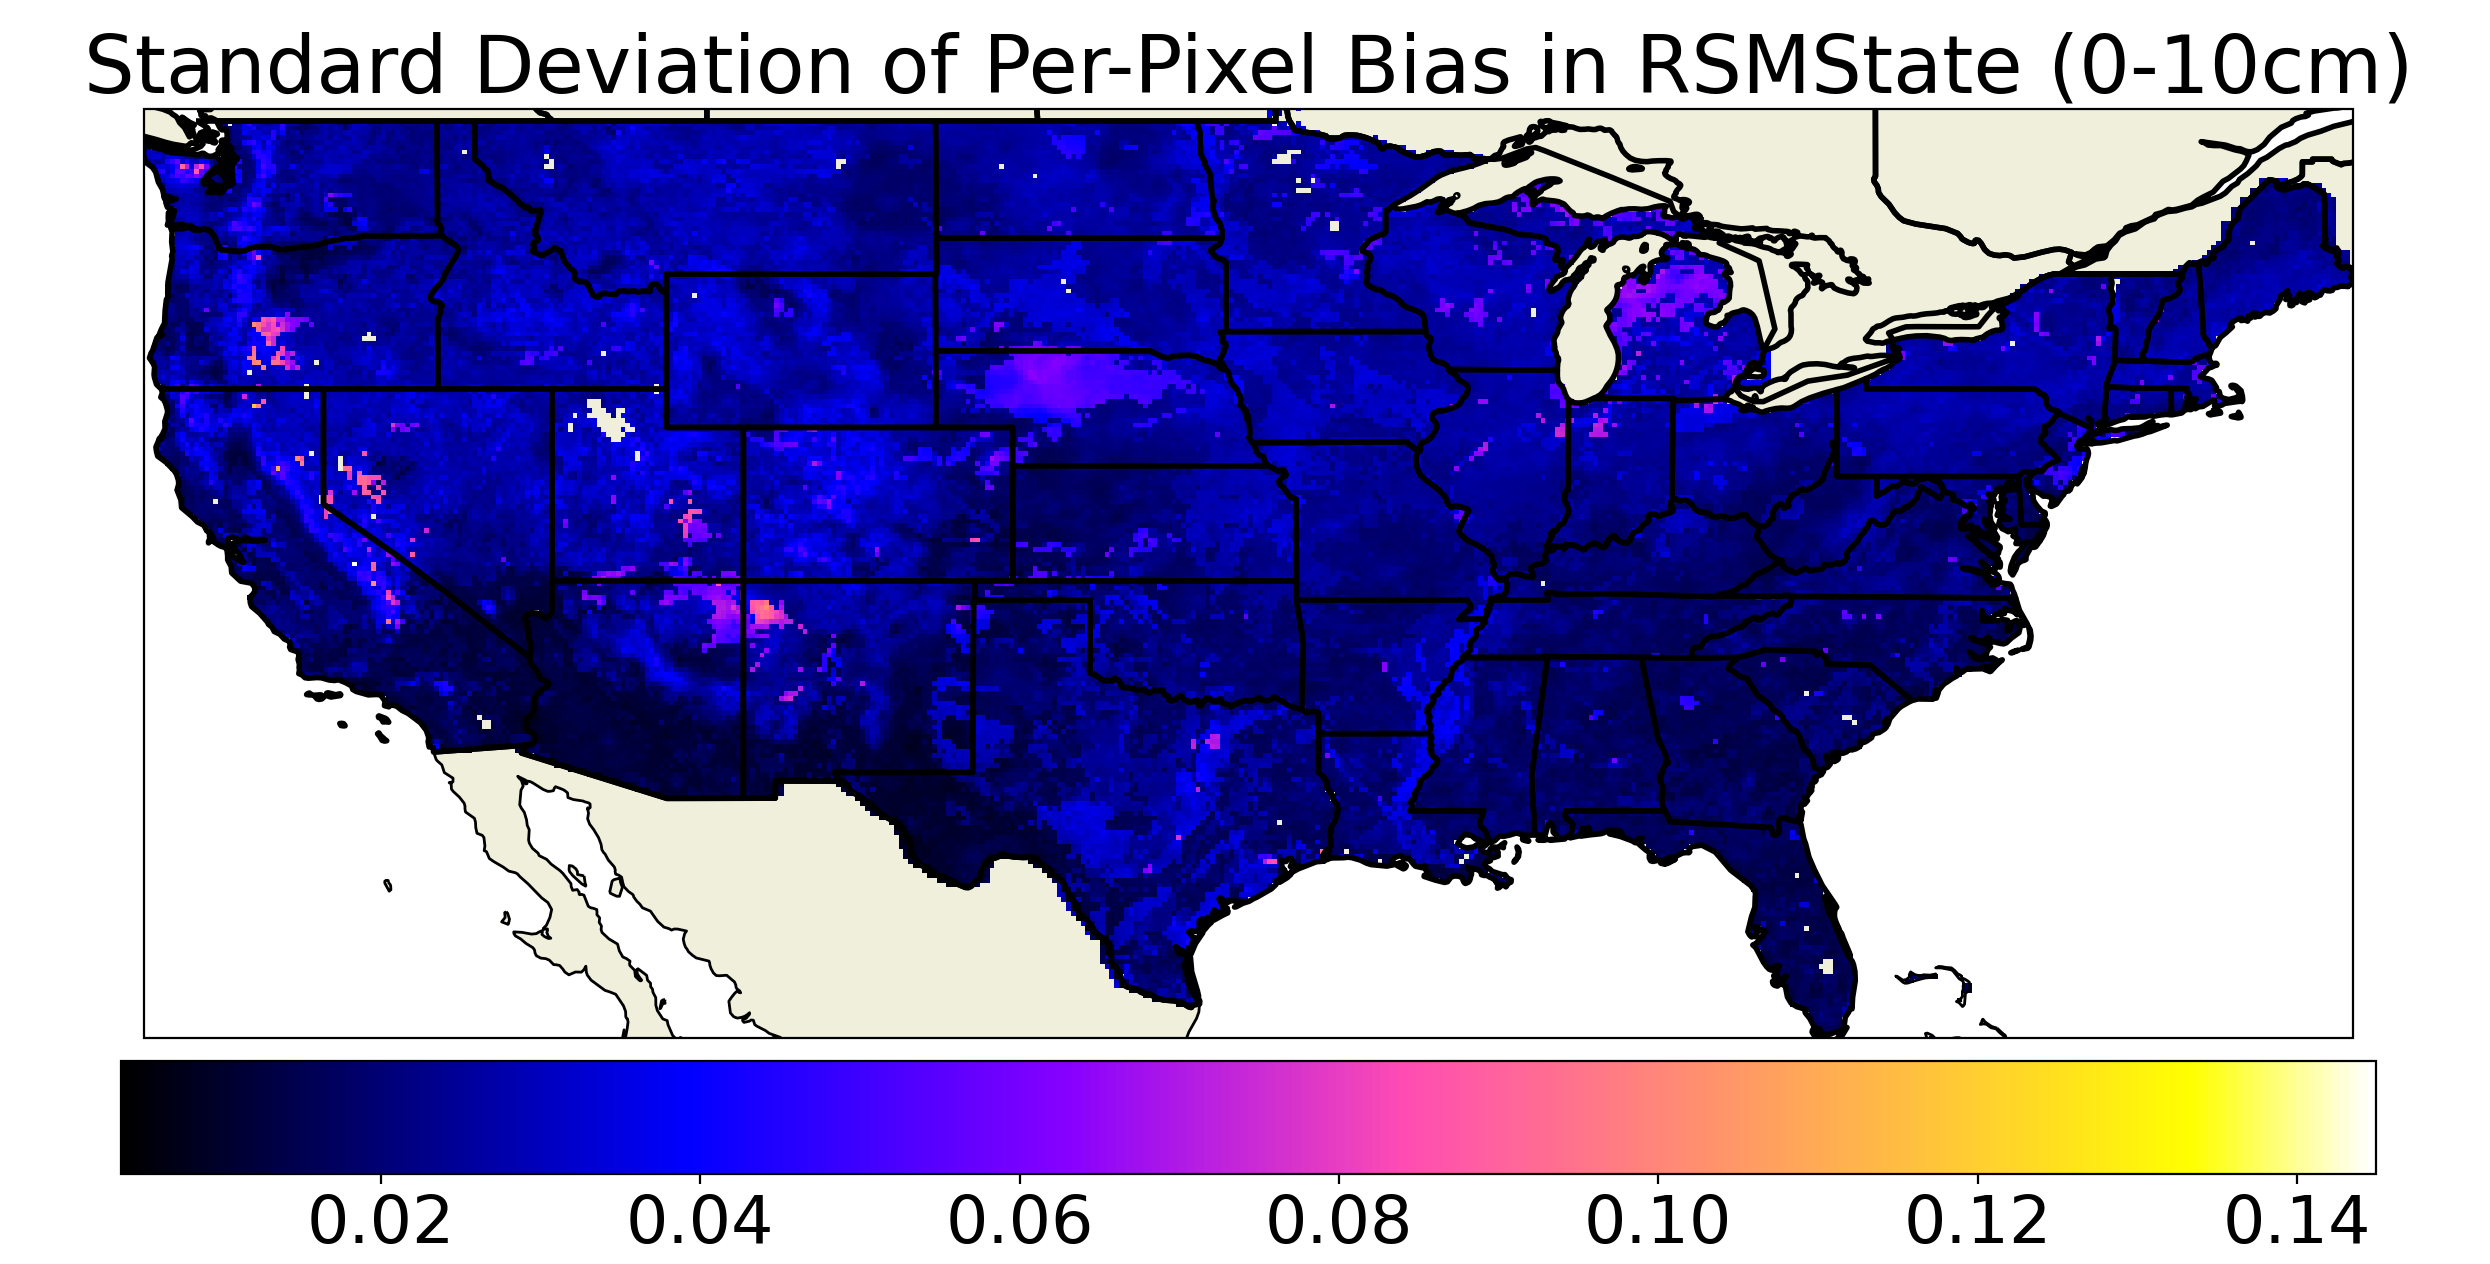 Standard Deviation of Per-Pixel Bias in RSMState (0-10cm)
0.02 0.04 0.06 0.08 0.10 0.12 0.14